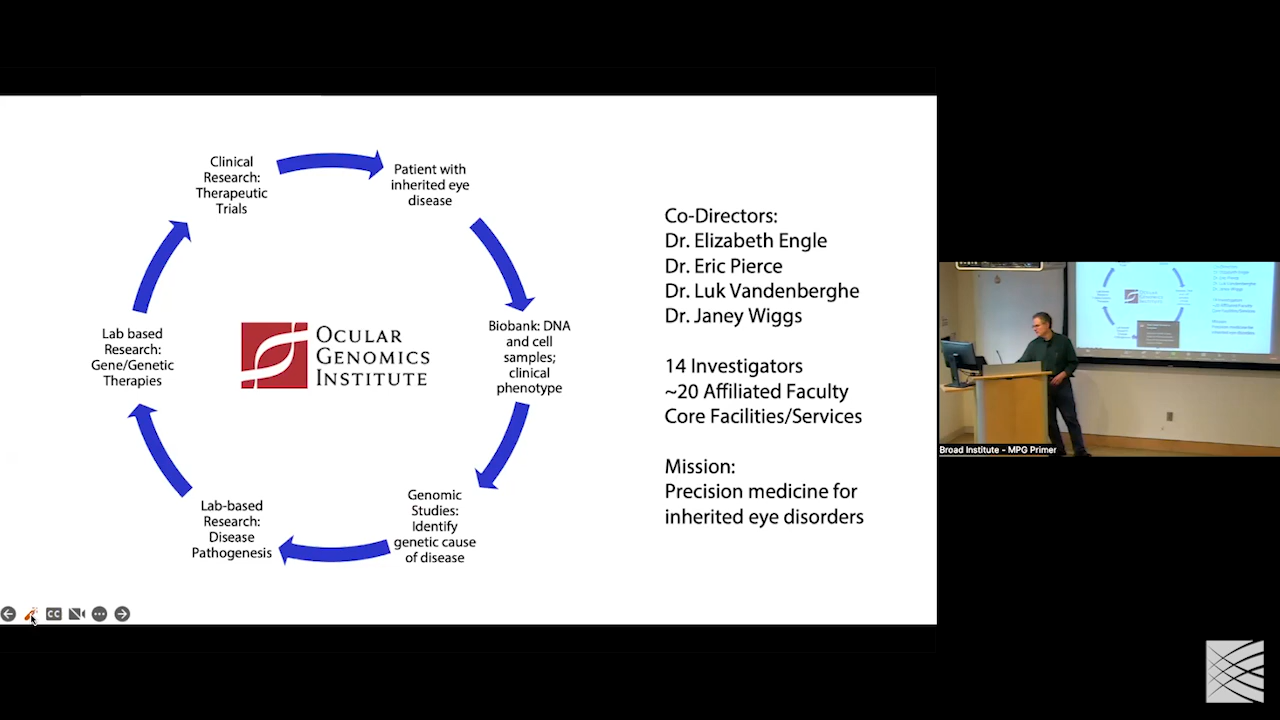 Clinical
Research:
Therapeutic
Trials
Patient with
inherited eye
disease
Biobank: DNA
and cell
samples;
clinical
phenotype
Genomic
Studies:
Identify
genetic cause
of disease
Lab-based
Research:
Disease
Pathogenesis
Lab based
Research:
Gene/Genetic
Therapies
OCULAR
GENOMICS
INSTITUTE
Co-Directors:
Dr. Elizabeth Engle
Dr. Eric Pierce
Dr. Luk Vandenberghe
Dr. Janey Wiggs
14 Investigators
~20 Affiliated Faculty
Core Facilities/Services
Mission:
Precision medicine for
inherited eye disorders
CC
Broad Institute - MPG Primer